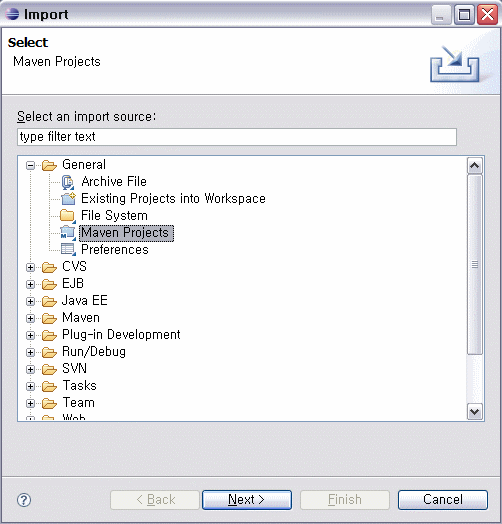 Import
Select
Maven Projects
Select an import source:
type filter text
General
Archive File
Existing Projects into Workspace
File System
Maven Projects
Preferences
CVS
EJB
Java EE
Maven
Plug-in Development
Run/Debug
SVN
Tasks
Team
Web
< Back
Next >
Finish
Cancel